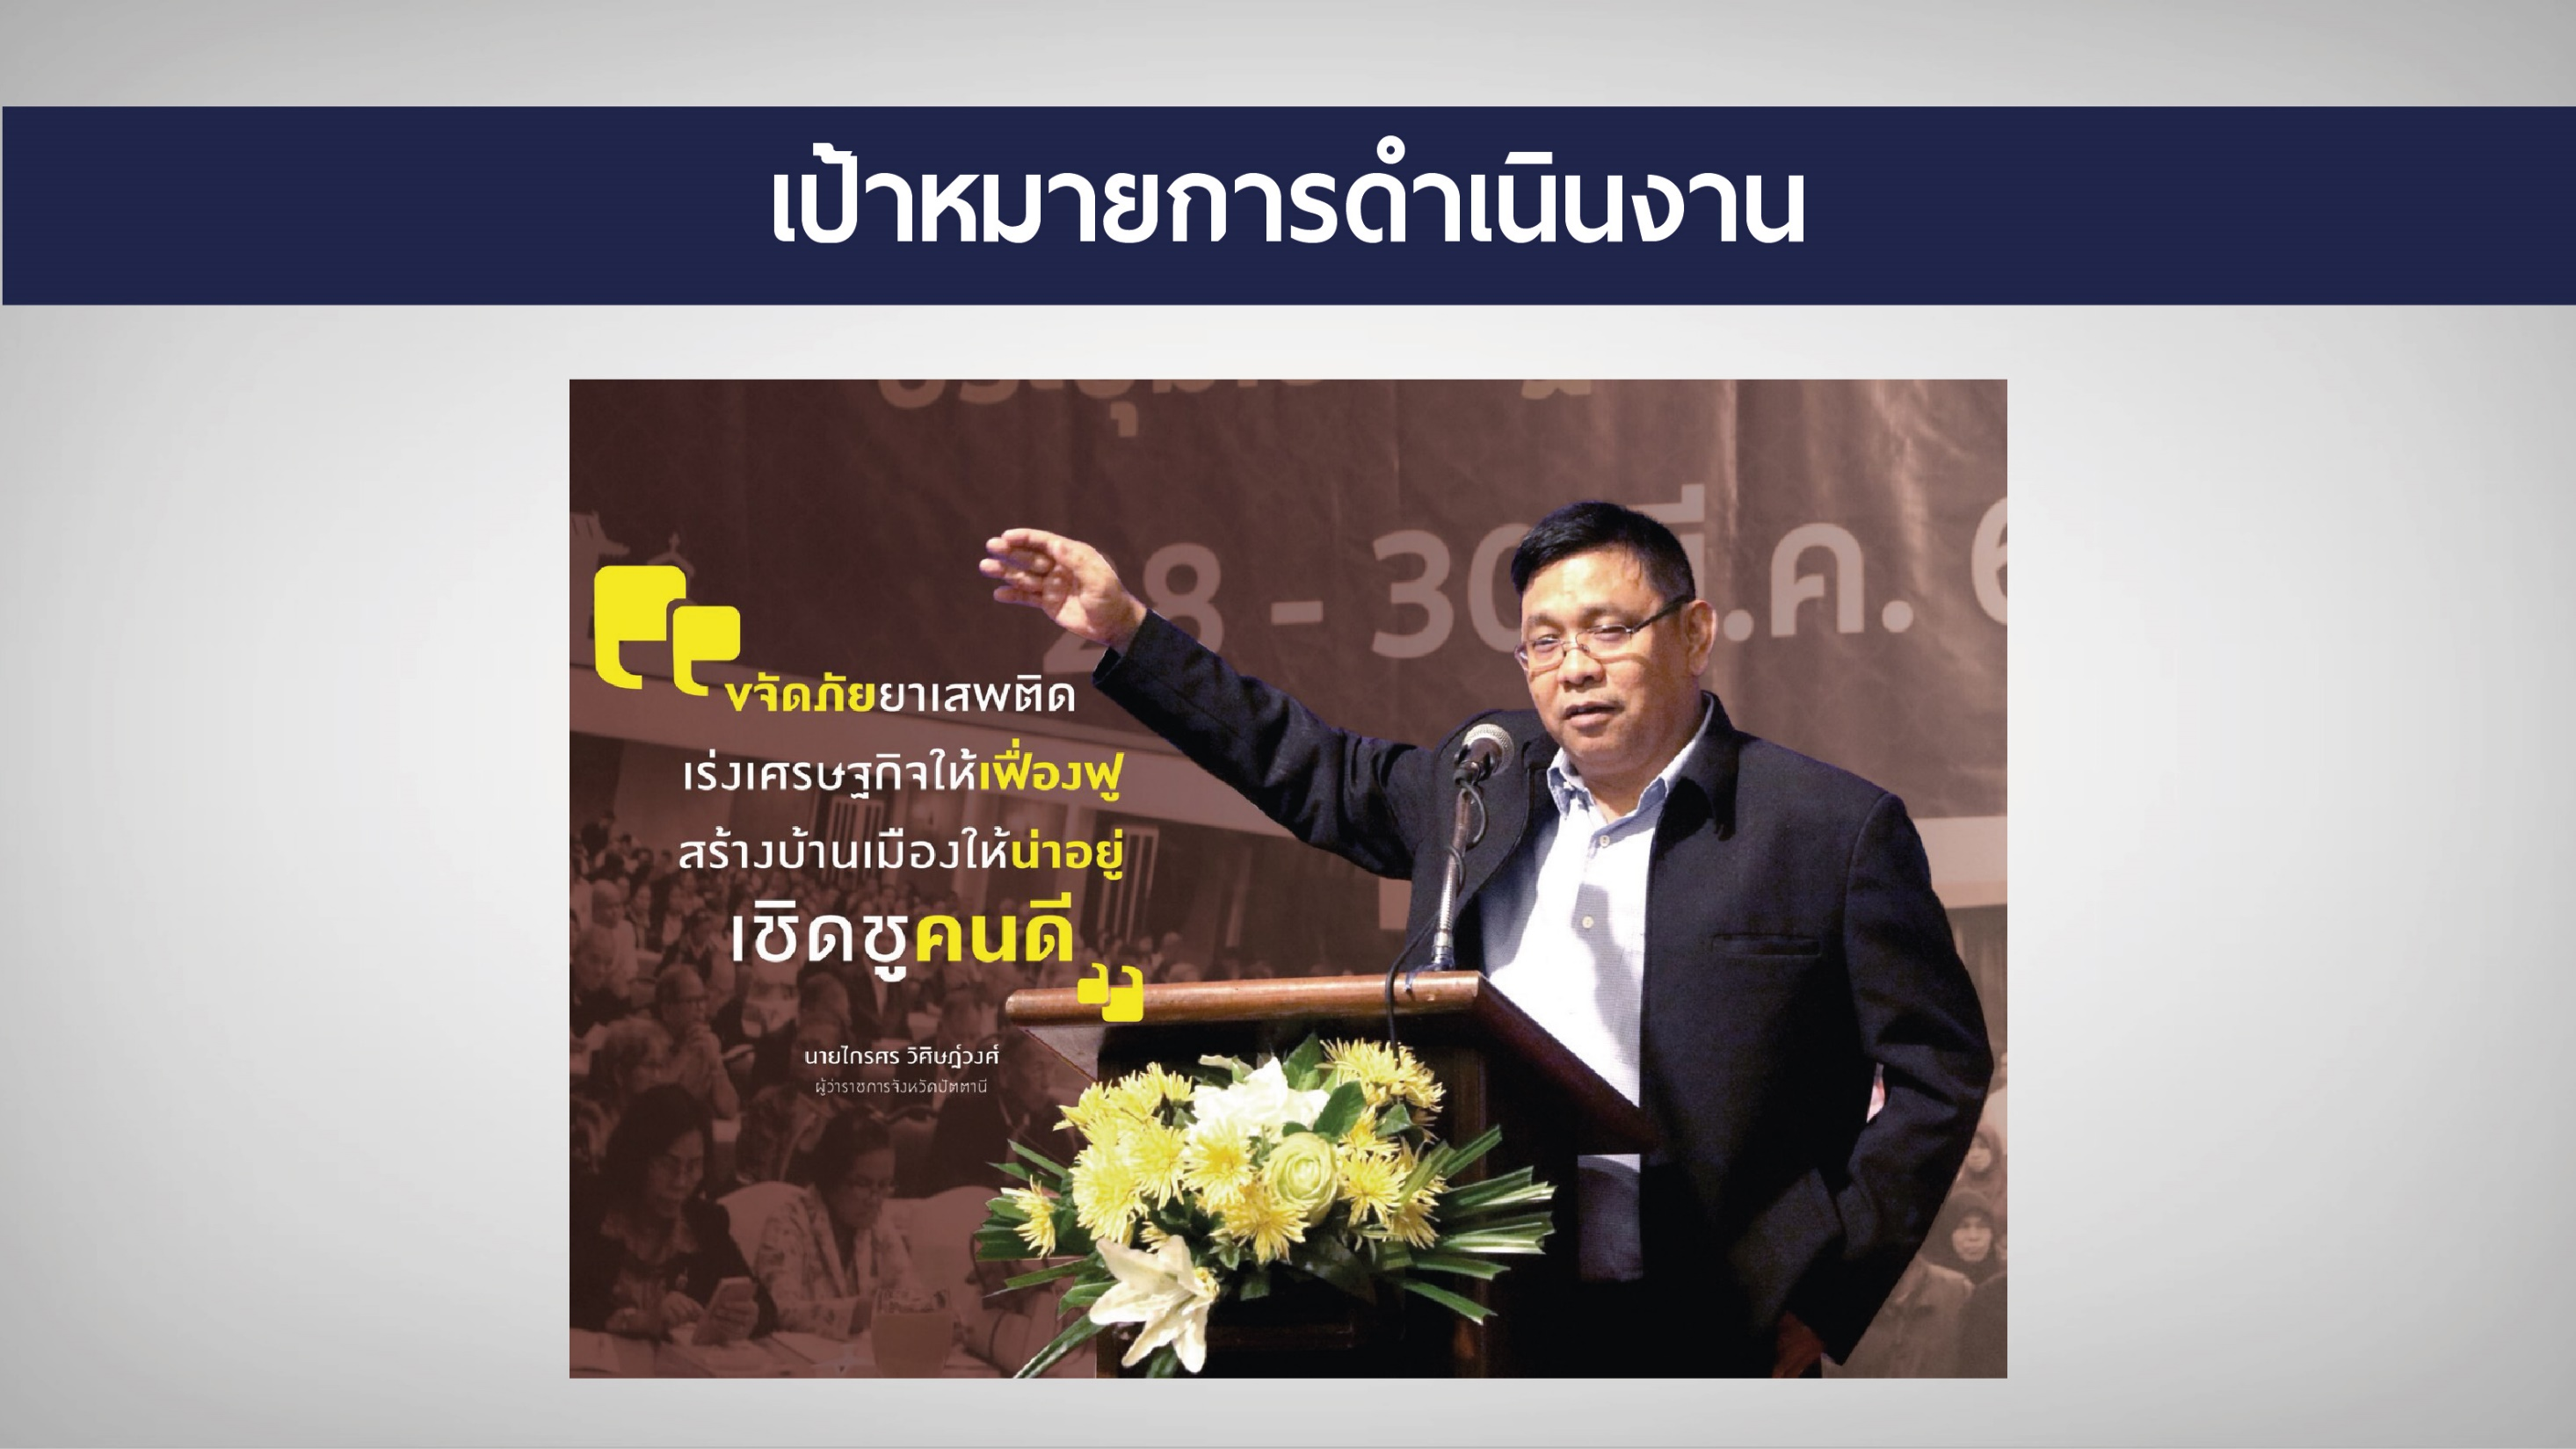 เป้าหมายการดำเนินงาน
28 - 30 มี.ค. 6
ขจัดภัยยาเสพติด
เร่งเศรษฐกิจให้เฟื่องฟู
สร้างบ้านเมืองให้น่าอยู่
เชิดชูคนดี
นายไกรศร วิศิษฎ์วงศ์
ผู้ว่าราชการจังหวัดปัตตานี